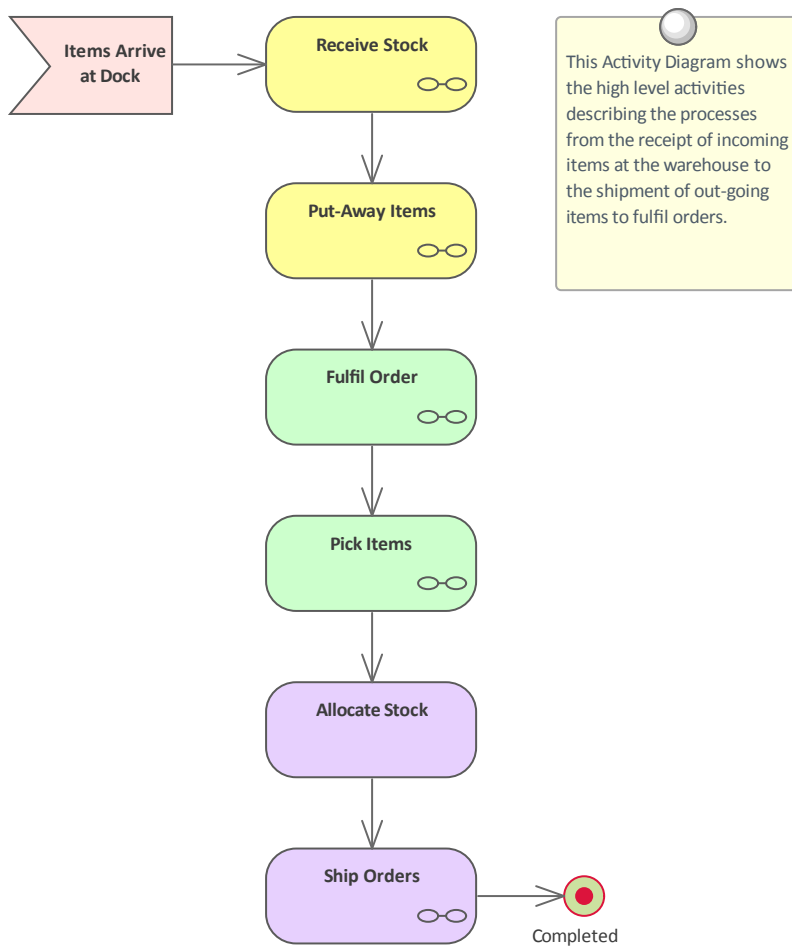 Items Arrive
at Dock
Receive Stock
This Activity Diagram shows
the high level activities
describing the processes
from the receipt of incoming
items at the warehouse to
the shipment of out-going
items to fulfil orders.
Put-Away Items
Fulfil Order
Pick Items
Allocate Stock
Ship Orders
Completed